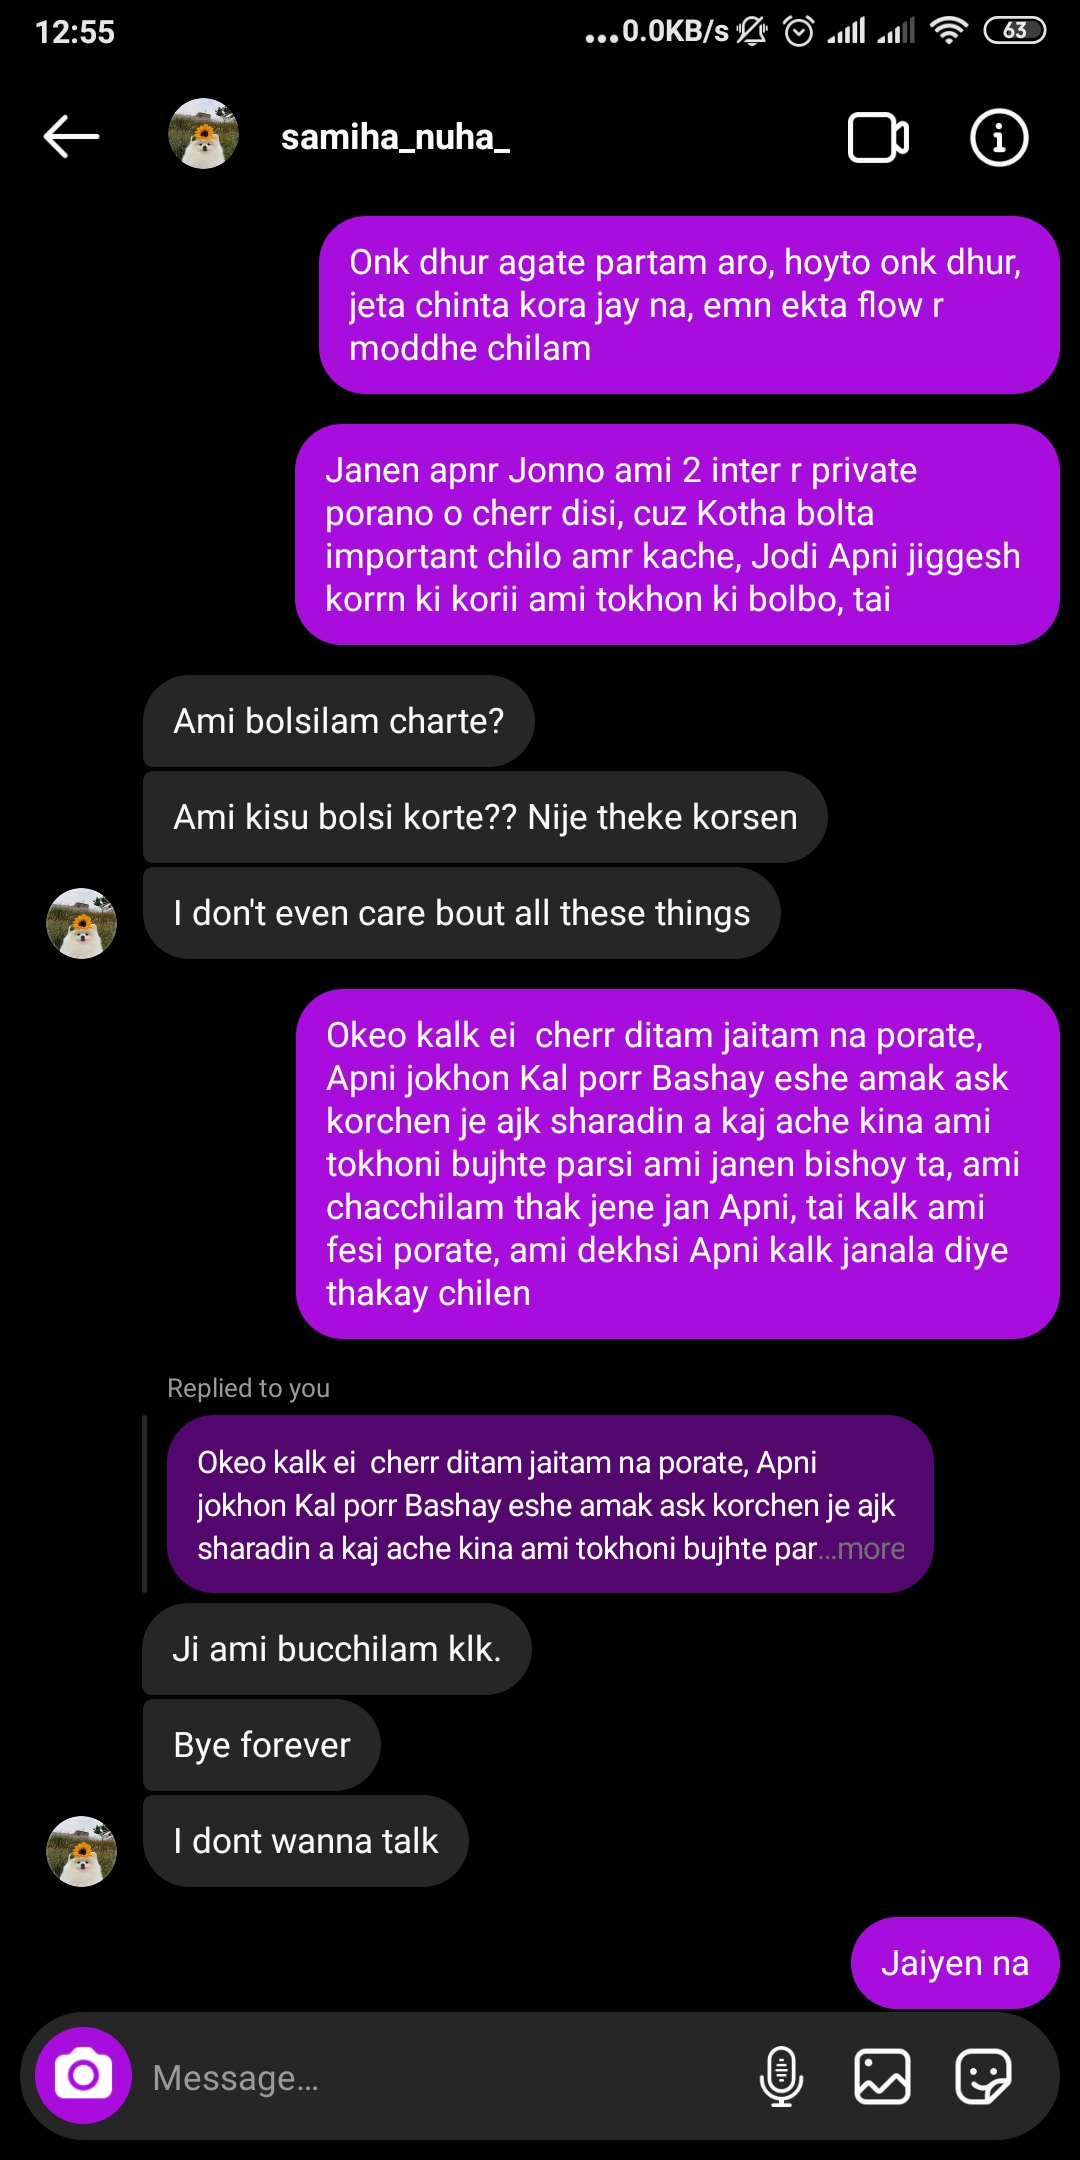 12:55
...0.0KB/s
63
samiha_nuha_
Onk dhur agate partam aro, hoyto onk dhur,
jeta chinta kora jay na, emn ekta flow r
moddhe chilam
Janen apnr Jonno ami 2 inter r private
porano o cherr disi, cuz Kotha bolta
important chilo amr kache, Jodi Apni jiggesh
korrn ki korii ami tokhon ki bolbo, tai
Ami bolsilam charte?
Ami kisu bolsi korte?? Nije theke korsen
I don't even care bout all these things
Okeo kalk ei  cherr ditam jaitam na porate,
Apni jokhon Kal porr Bashay eshe amak ask
korchen je ajk sharadin a kaj ache kina ami
tokhoni bujhte parsi ami janen bishoy ta, ami
chacchilam thak jene jan Apni, tai kalk ami
fesi porate, ami dekhsi Apni kalk janala diye
thakay chilen
Replied to you
Okeo kalk ei  cherr ditam jaitam na porate, Apni
jokhon Kal porr Bashay eshe amak ask korchen je ajk
sharadin a kaj ache kina ami tokhoni bujhte par...more
Ji ami bucchilam klk.
Bye forever
I dont wanna talk
Jaiyen na
Message...